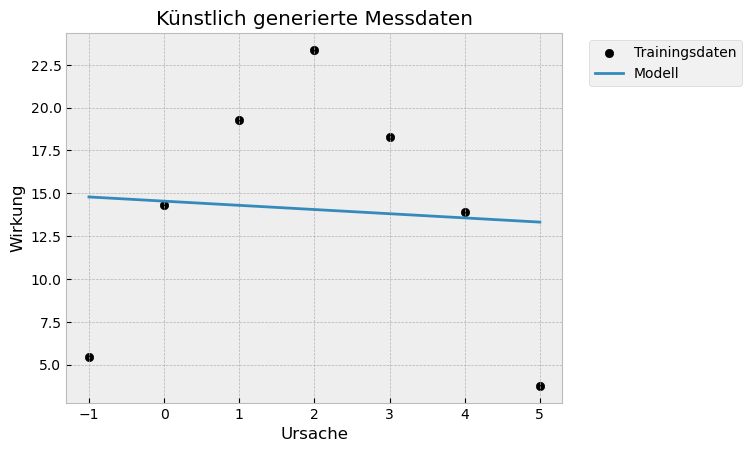 Künstlich generierte Messdaten
Trainingsdaten
Modell
Wirkung
22.5
20.0
17.5
15.0
12.5
10.0
7.5
5.0
−1 0 1 2 3 4 5
Ursache